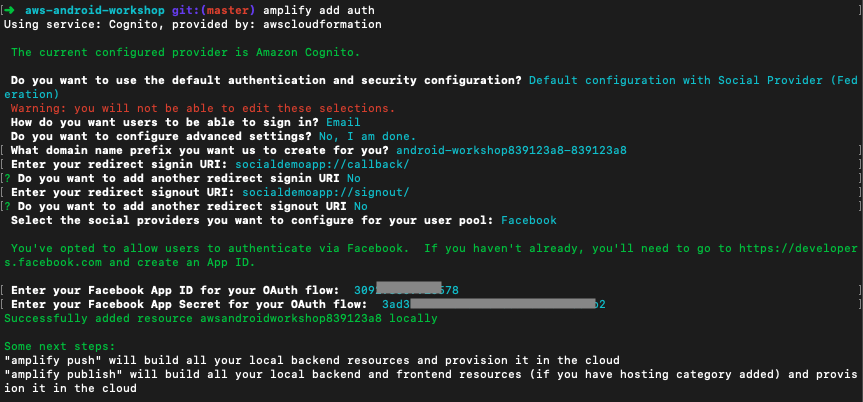 [➜ aws-android-workshop git:(master) amplify add auth ]
Using service: Cognito, provided by: awscloudformation
The current configured provider is Amazon Cognito.
Do you want to use the default authentication and security configuration? Default configuration with Social Provider (Fed
eration)
Warning: you will not be able to edit these selections.
How do you want users to be able to sign in? Email
Do you want to configure advanced settings? No, I am done.
[ What domain name prefix you want us to create for you? android-workshop839123a8-839123a8 ]
[ Enter your redirect signin URI: socialdemoapp://callback/ ]
[? Do you want to add another redirect signin URI No ]
[ Enter your redirect signout URI: socialdemoapp://signout/ ]
[? Do you want to add another redirect signout URI No ]
Select the social providers you want to configure for your user pool: Facebook
You've opted to allow users to authenticate via Facebook.  If you haven't already, you'll need to go to https://developer
s.facebook.com and create an App ID.
[ Enter your Facebook App ID for your OAuth flow:  309 578 ]
[ Enter your Facebook App Secret for your OAuth flow:  3ad3 b2 ]
Successfully added resource awsandroidworkshop839123a8 locally
Some next steps:
"amplify push" will build all your local backend resources and provision it in the cloud
"amplify publish" will build all your local backend and frontend resources (if you have hosting category added) and provis
ion it in the cloud